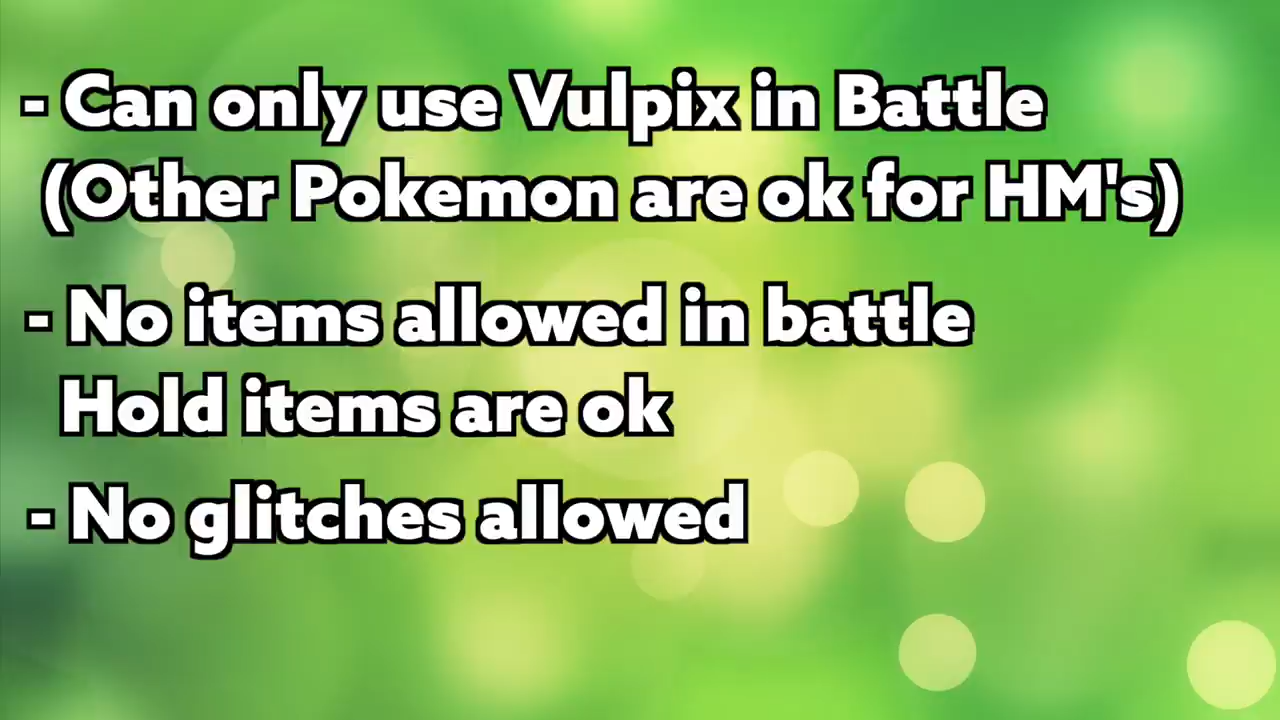 - Can only use Vulpix in Battle
(Other Pokemon are ok for HM's)
- No items allowed in battle
Hold items are ok
- No glitches allowed